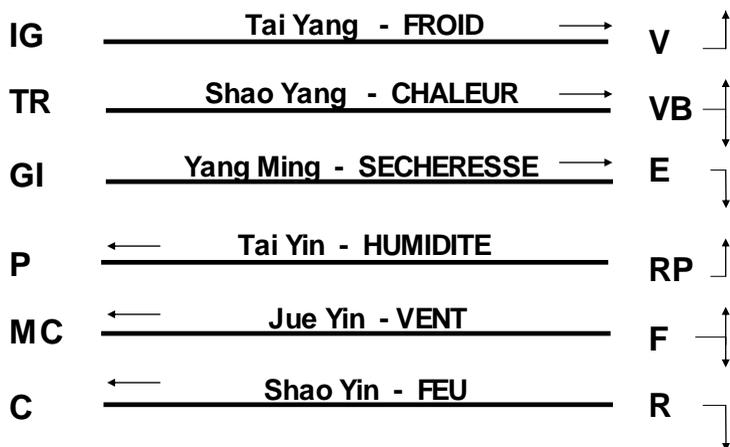 IG Tai Yang - FROID V
TR Shao Yang - CHALEUR VB
GI Yang Ming - SECHERESSE E
P Tai Yin - HUMIDITE RP
MC Jue Yin - VENT F
C Shao Yin - FEU R